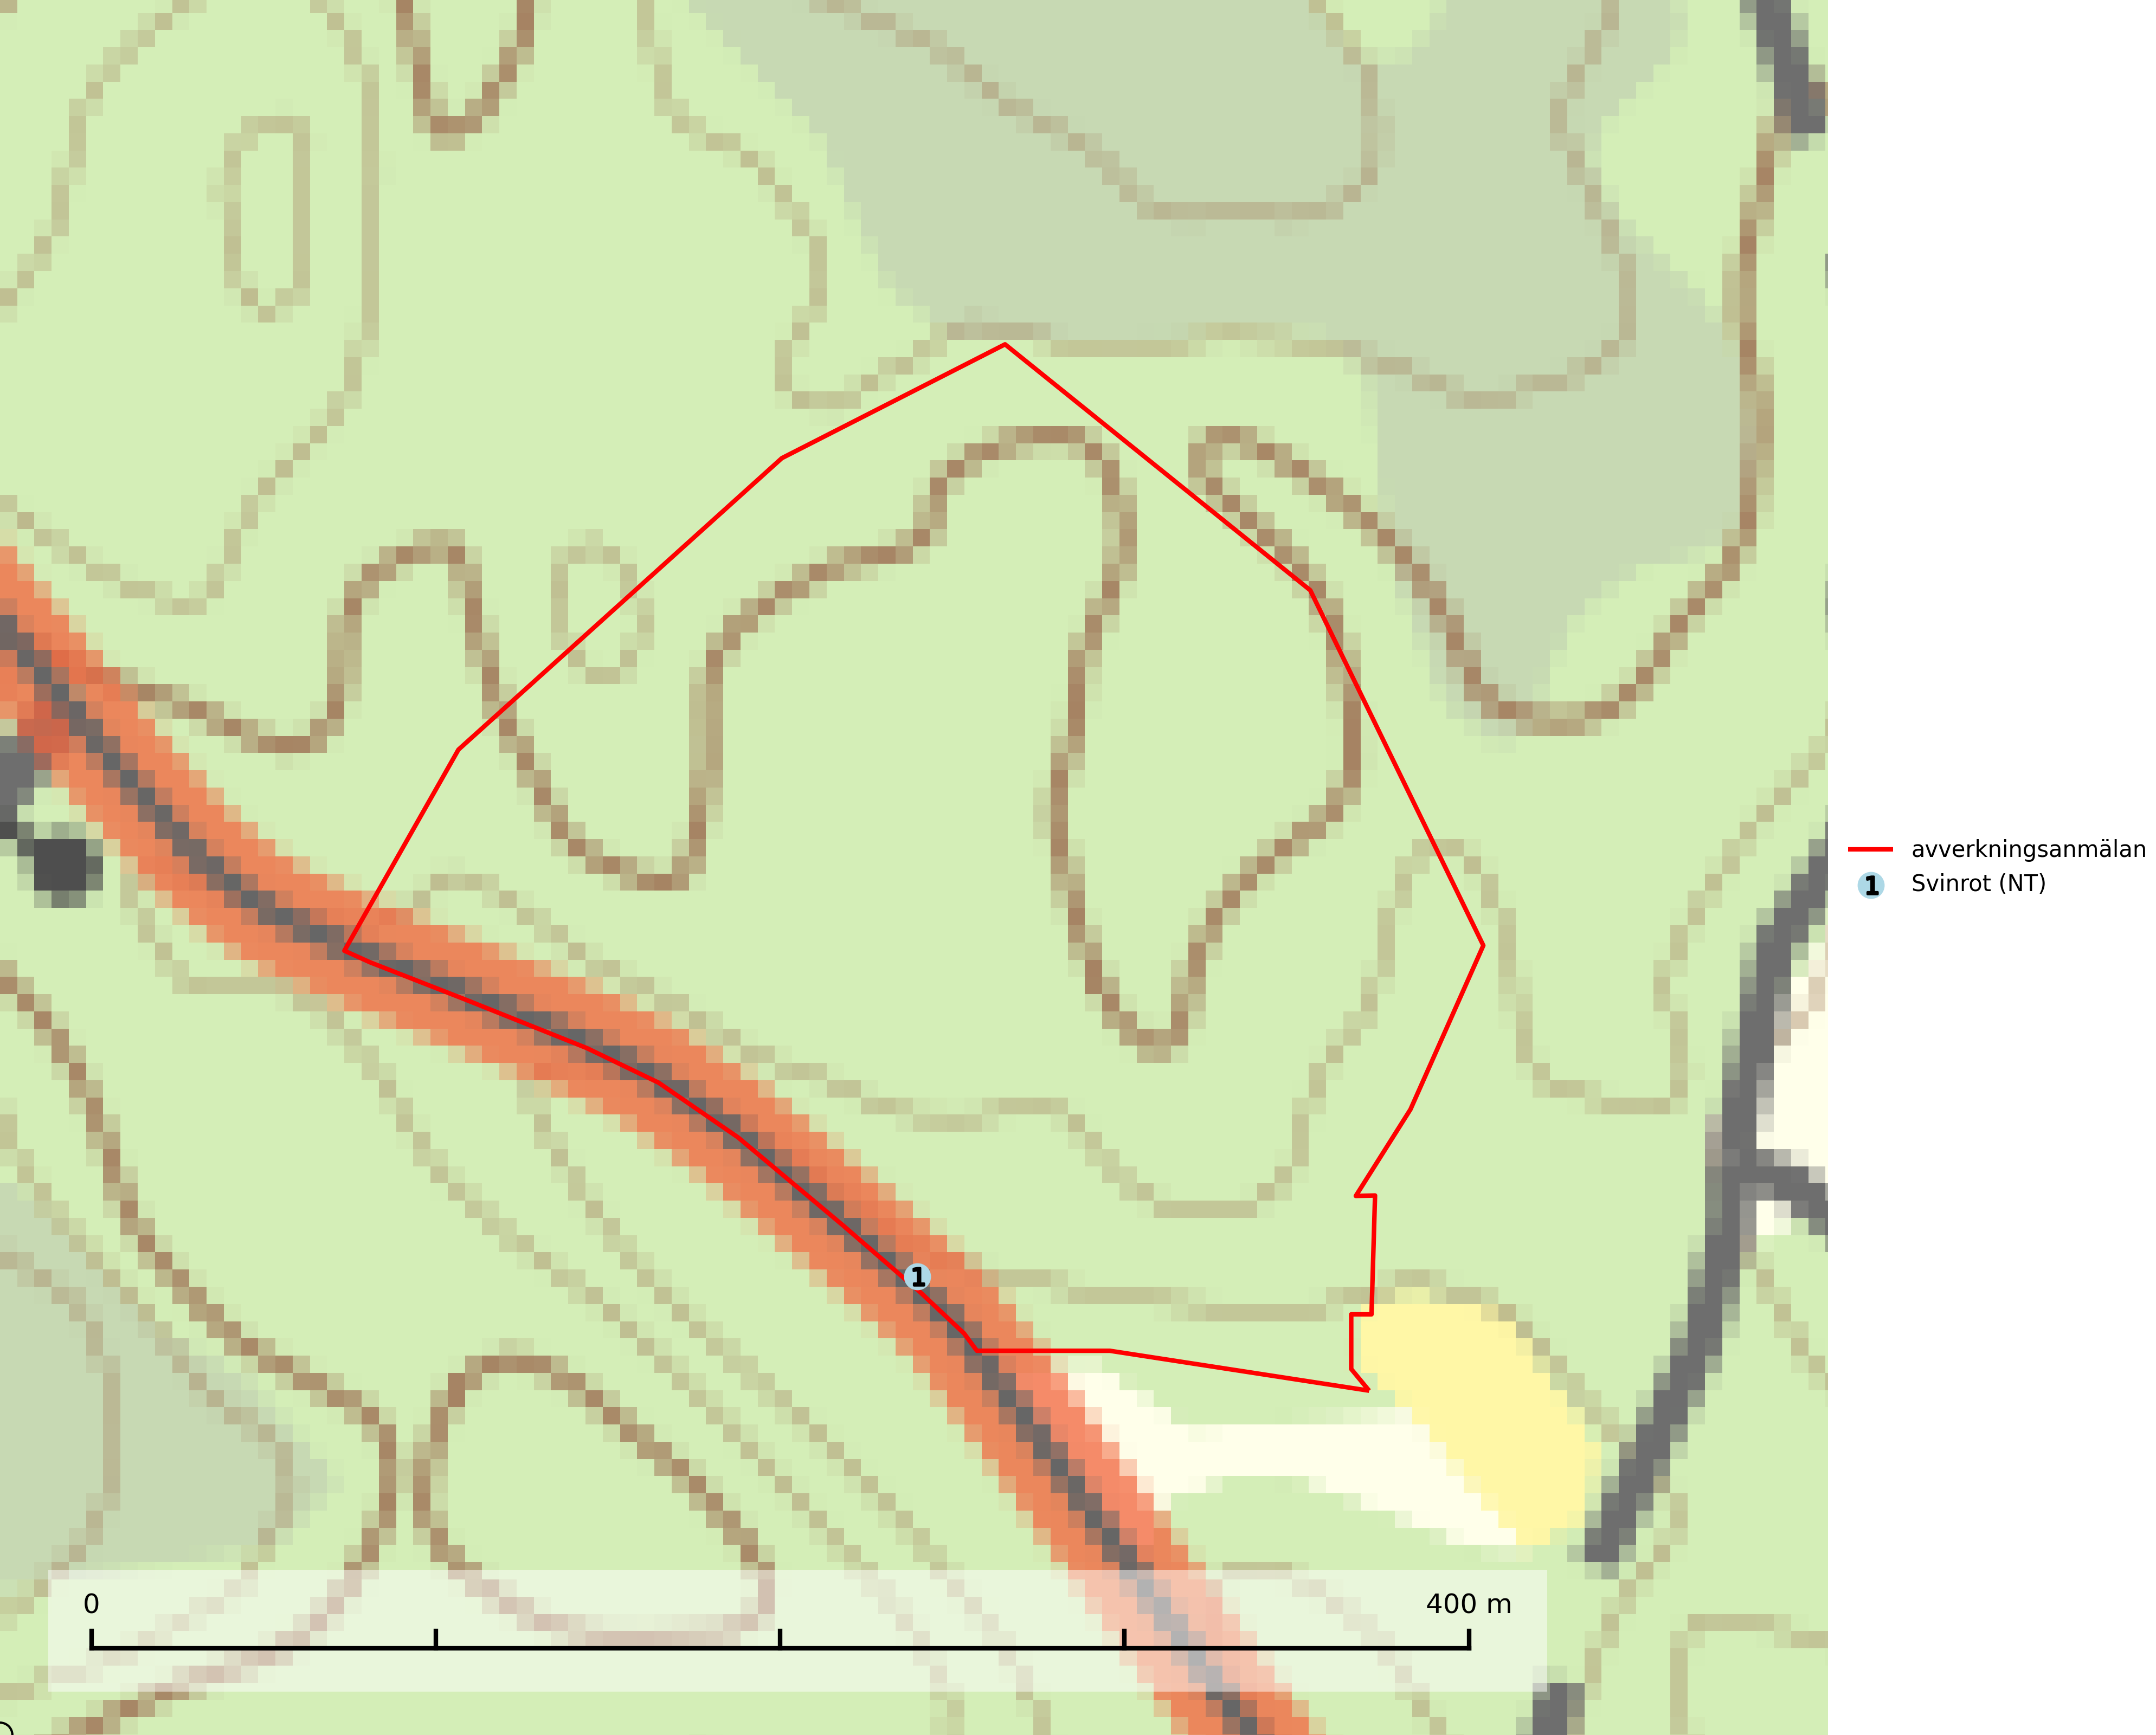 avverkningsanmälan
1 Svinrot (NT)
1
0 400 m